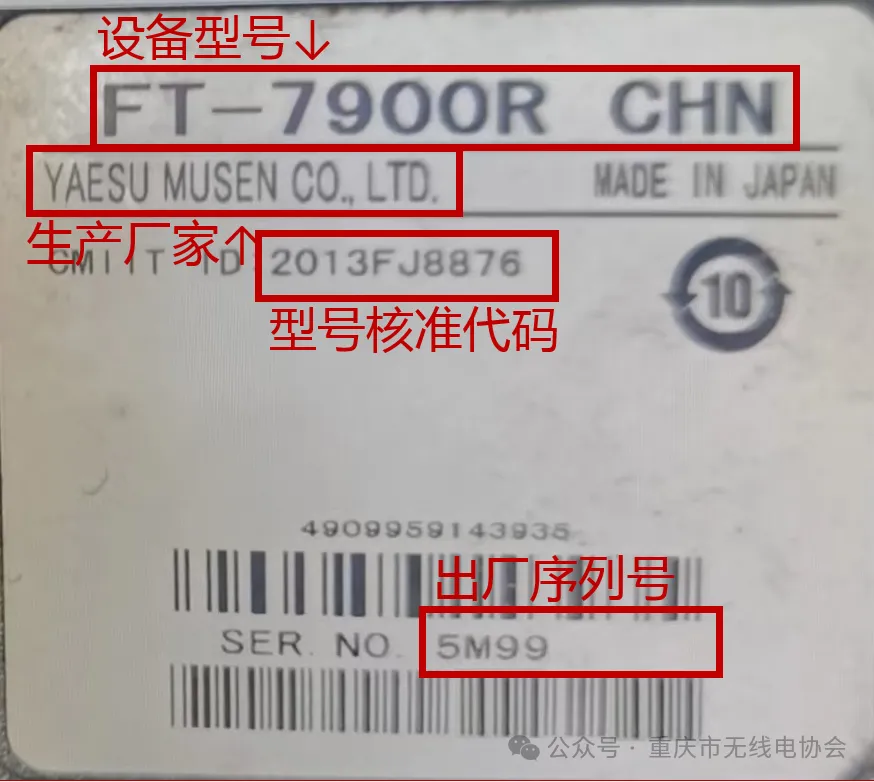 设备型号↓
FT-7900R CHN
YAESU MUSEN CO., LTD.
MADE IN JAPAN
生产厂家↑
CMIIT ID:2013FJ8876
10
型号核准代码
4909959143935
出厂序列号
SER. NO. 5M99
公众号·重庆市无线电协会